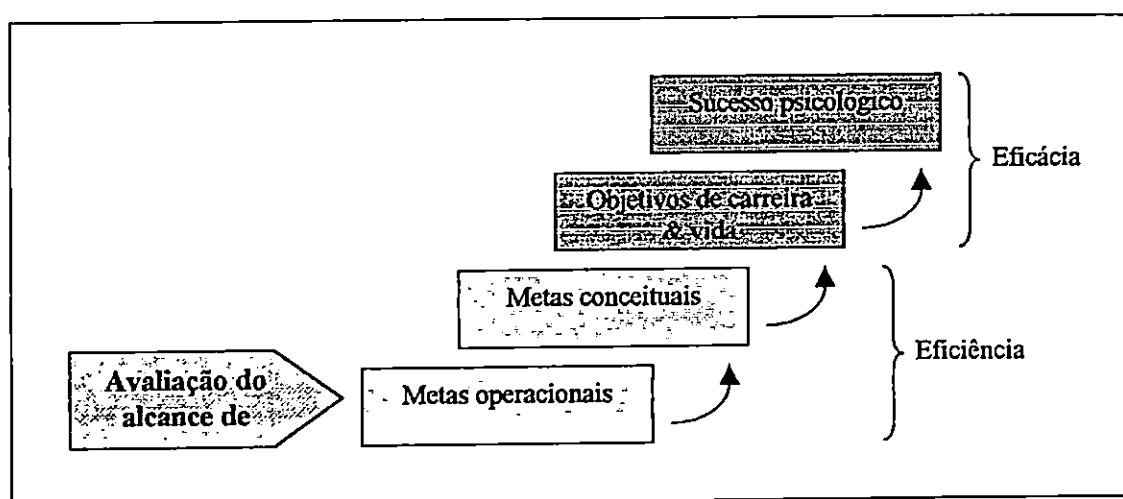 Sucesso psicológico
Eficácia
Objetivos de carreira
& vida
Metas conceituais
Eficiência
Avaliação do
alcance de
Metas operacionais